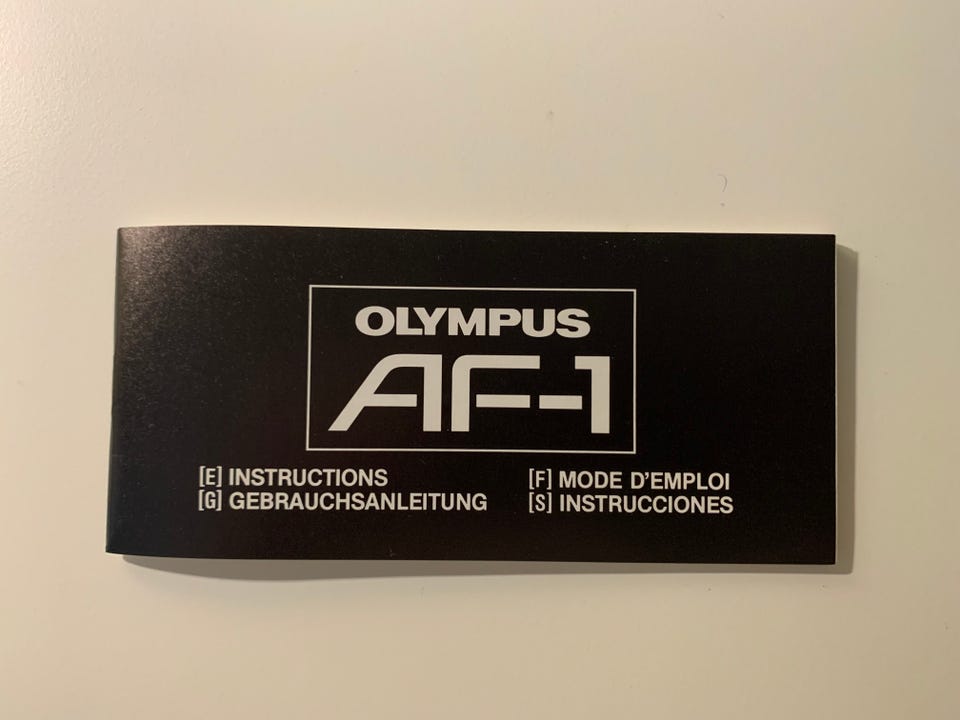 OLYMPUS
AF-1
[E] INSTRUCTIONS
[G] GEBRAUCHSANLEITUNG
[F] MODE D'EMPLOI
[S] INSTRUCCIONES